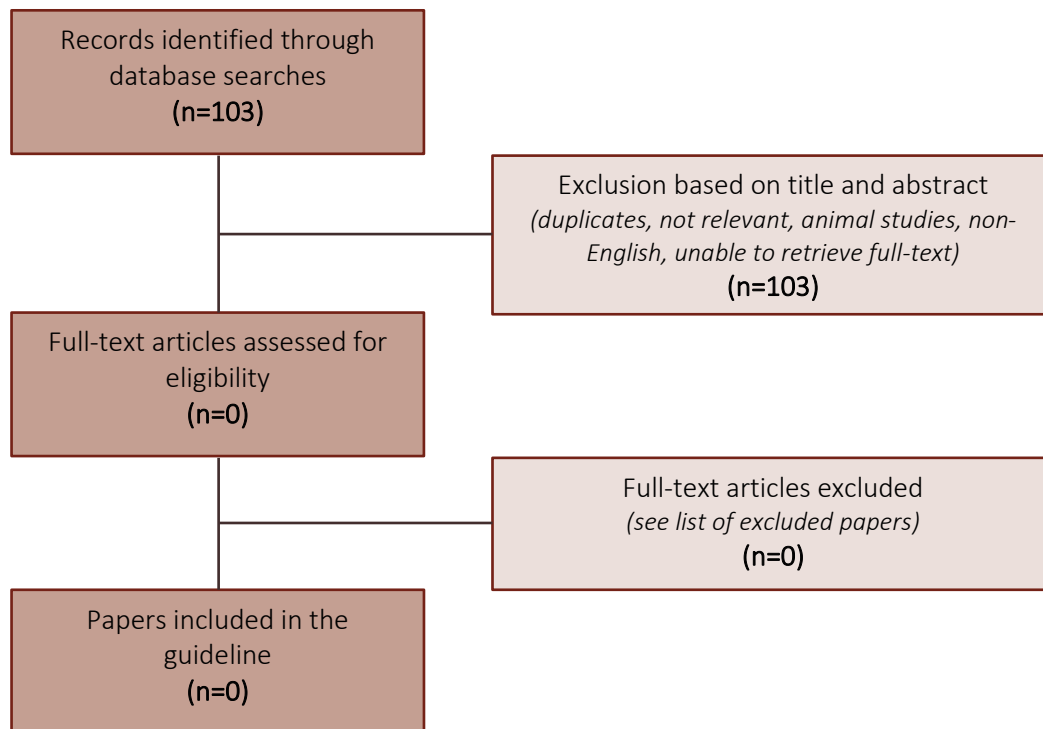 Records identified through
database searches
(n=103)
Exclusion based on title and abstract
(duplicates, not relevant, animal studies, non-
English, unable to retrieve full-text)
(n=103)
Full-text articles assessed for
eligibility
(n=0)
Full-text articles excluded
(see list of excluded papers)
(n=0)
Papers included in the
guideline
(n=0)